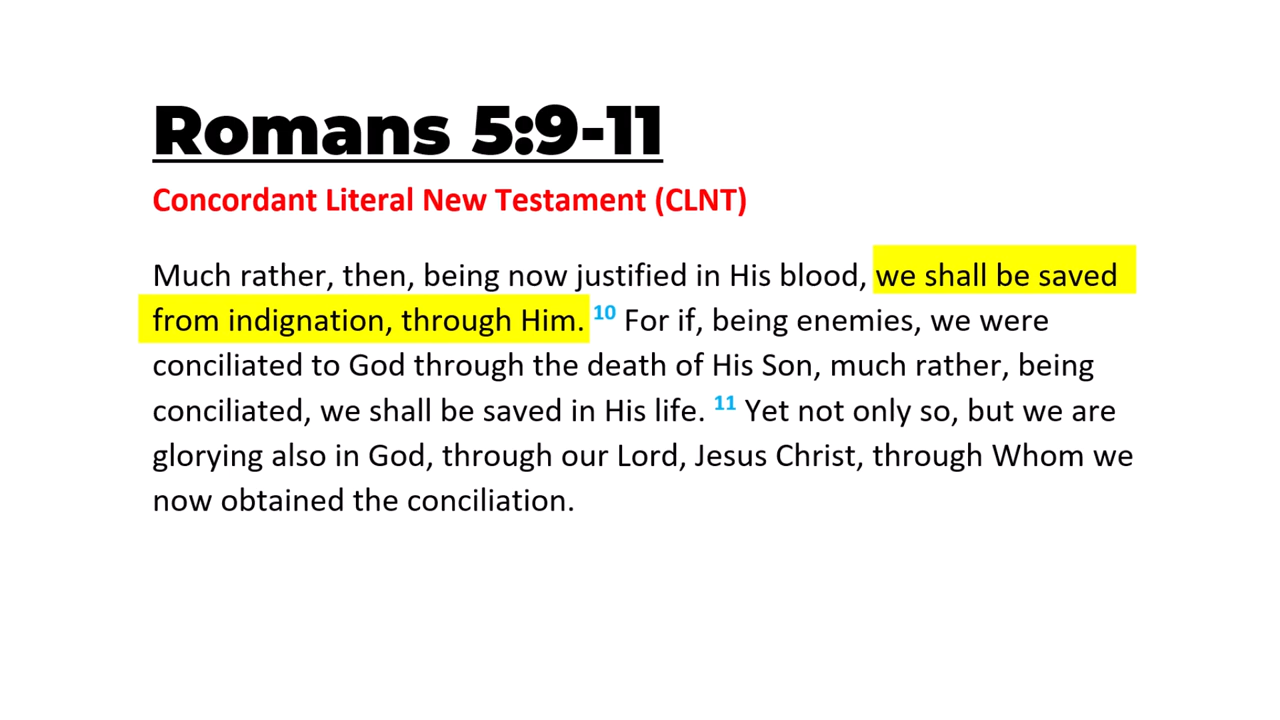 Romans 5:9-11
Concordant Literal New Testament (CLNT)
Much rather, then, being now justified in His blood, we shall be saved
from indignation, through Him. 10 For if, being enemies, we were
conciliated to God through the death of His Son, much rather, being
conciliated, we shall be saved in His life. 11 Yet not only so, but we are
glorying also in God, through our Lord, Jesus Christ, through Whom we
now obtained the conciliation.